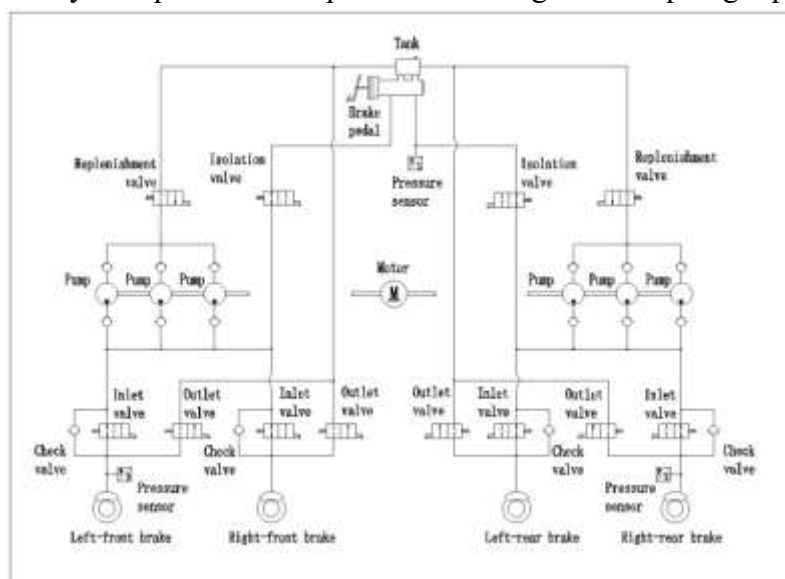 Tank
Brake
pedal
Replenishment
valve
Isolation
valve
Pressure
sensor
Isolation
valve
Replenishment
valve
Pump
Pump
Pump
Motor
M
Pump
Pump
Pump
Inlet
valve
Outlet
valve
Inlet
valve
Outlet
valve
Outlet
valve
Inlet
valve
Outlet
valve
Inlet
valve
Check
valve
Check
valve
Check
valve
Check
valve
Pressure
sensor
Pressure
sensor
Left-front brake
Right-front brake
Left-rear brake
Right-rear brake